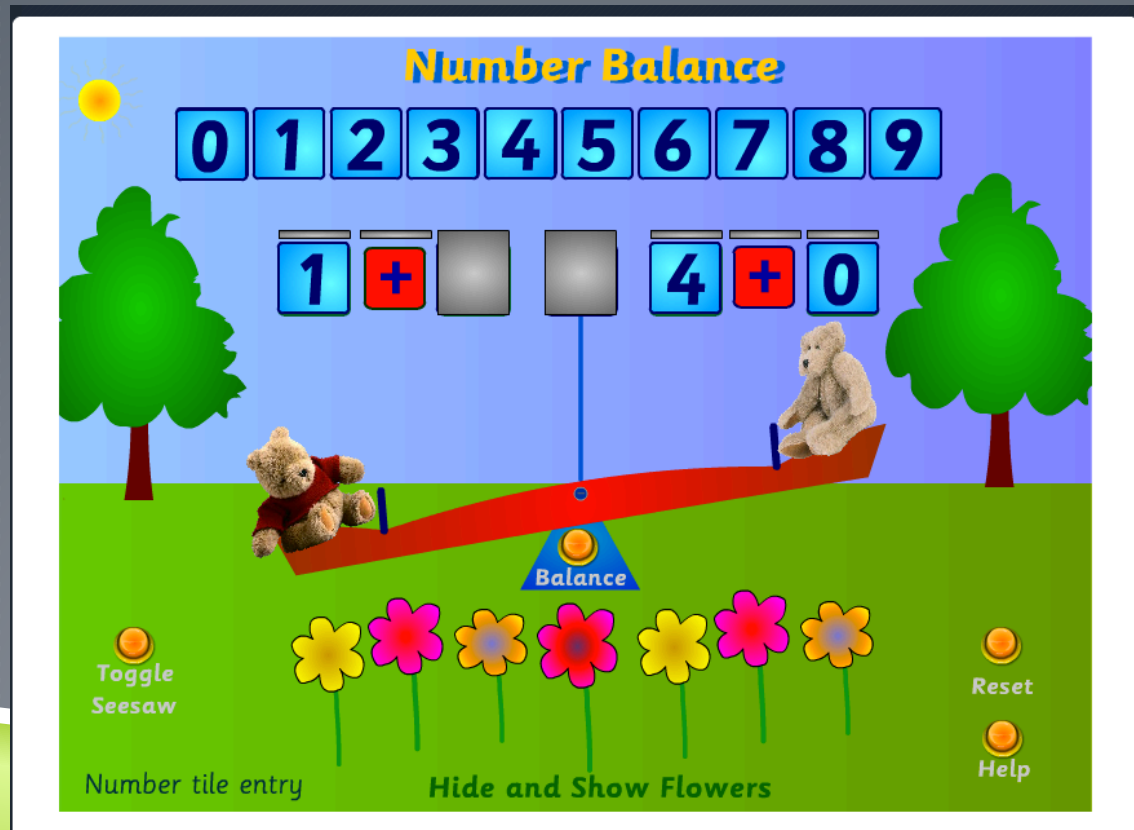 Number Balance
0 1 2 3 4 5 6 7 8 9
1 + 4 + 0
Balance
Toggle
Seesaw
Reset
Help
Number tile entry
Hide and Show Flowers